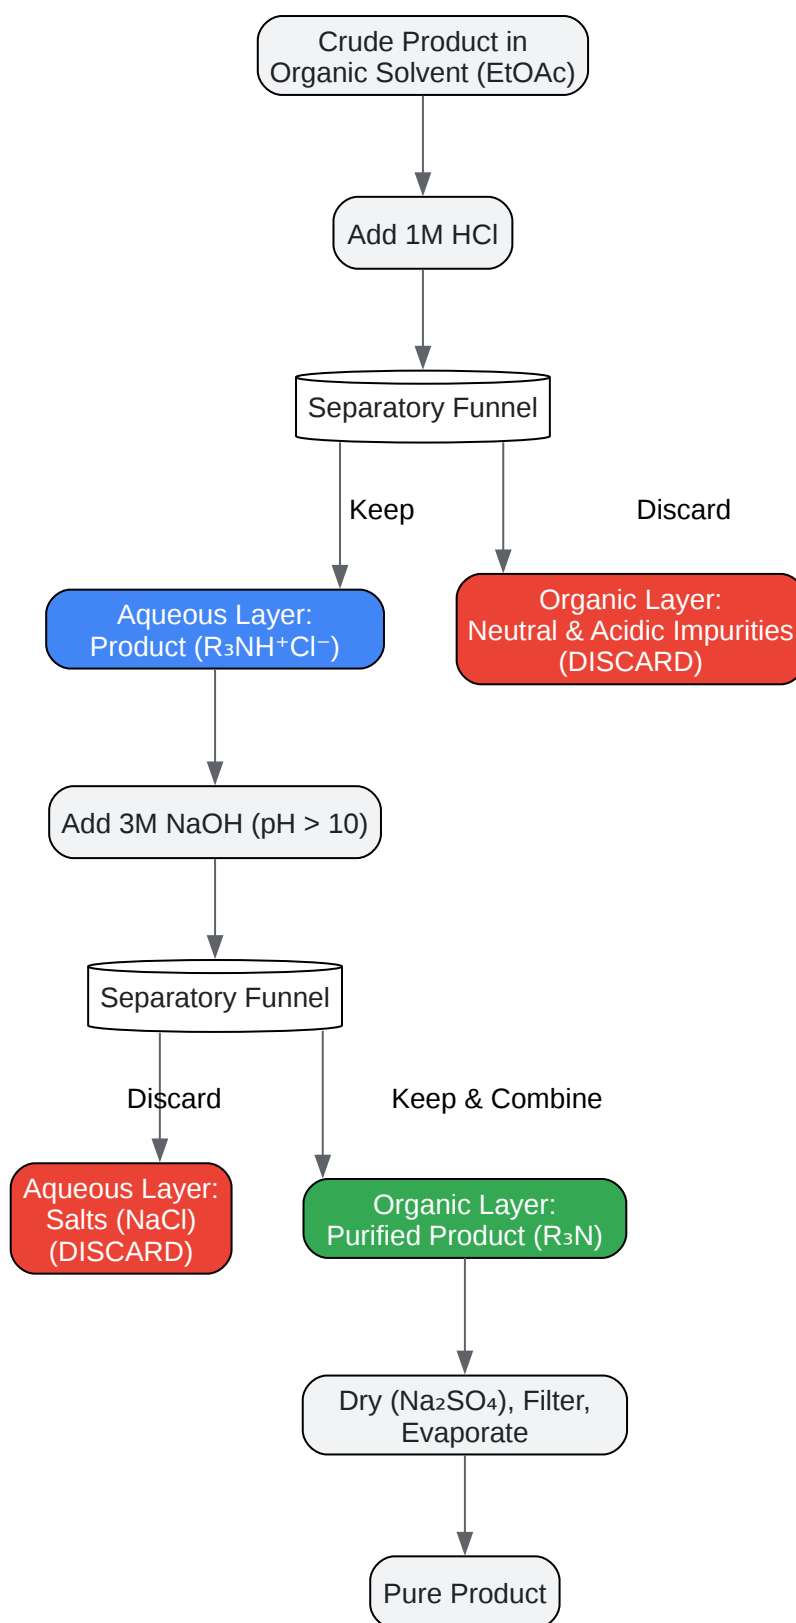 Crude Product in
Organic Solvent (EtOAc)
Add 1M HCl
Separatory Funnel
Keep
Discard
Aqueous Layer:
Product (R₃NH⁺Cl⁻)
Organic Layer:
Neutral & Acidic Impurities
(DISCARD)
Add 3M NaOH (pH > 10)
Separatory Funnel
Discard
Keep & Combine
Aqueous Layer:
Salts (NaCl)
(DISCARD)
Organic Layer:
Purified Product (R₃N)
Dry (Na₂SO₄), Filter,
Evaporate
Pure Product